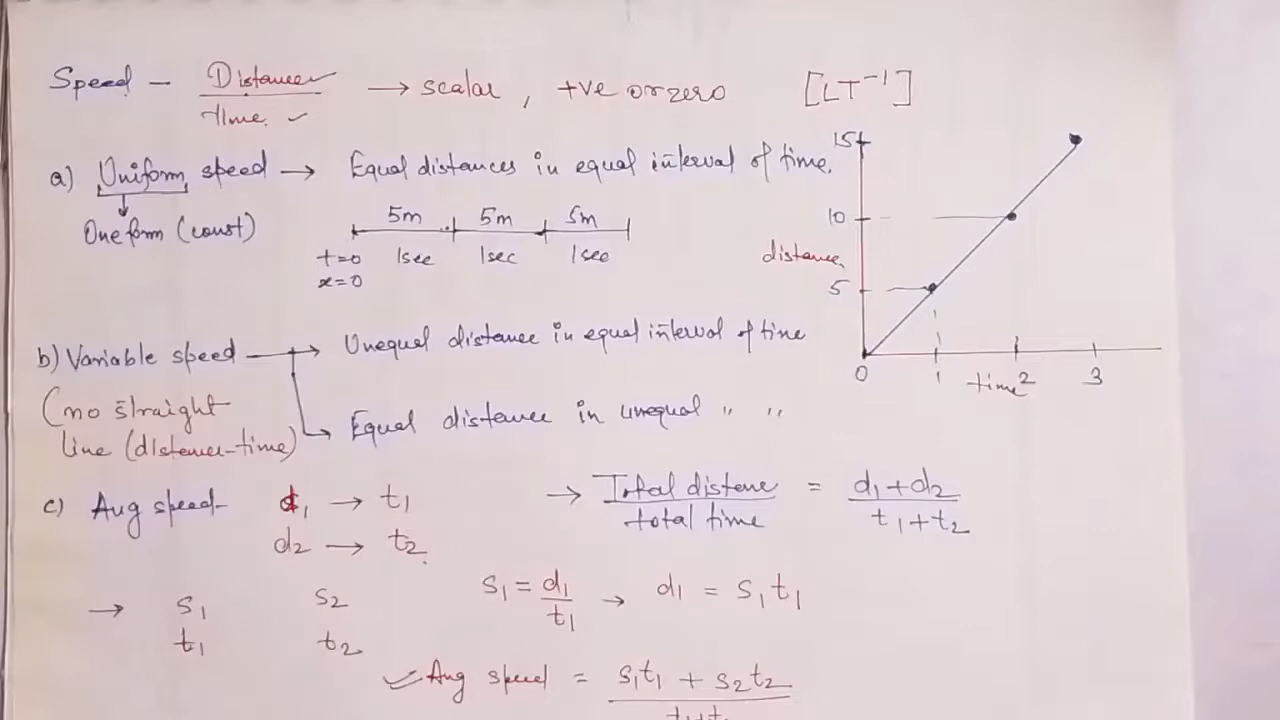 Speed - Distance / Time → scalar, +ve or zero [LT⁻¹]
a) Uniform speed → Equal distances in equal interval of time.
One form (const)
5m 5m 5m
t=0 1sec 1sec 1sec
x=0
15
10
distance
5
0 1 time 2 3
b) Variable speed → Unequal distance in equal interval of time
(no straight line (distance-time)
→ Equal distance in unequal " "
c) Avg speed- d₁ → t₁
d₂ → t₂
→ Total distance / total time = d₁+d₂ / t₁+t₂
→ S₁ S₂
t₁ t₂
S₁ = d₁/t₁ → d₁ = S₁t₁
Avg speed = S₁t₁ + S₂t₂